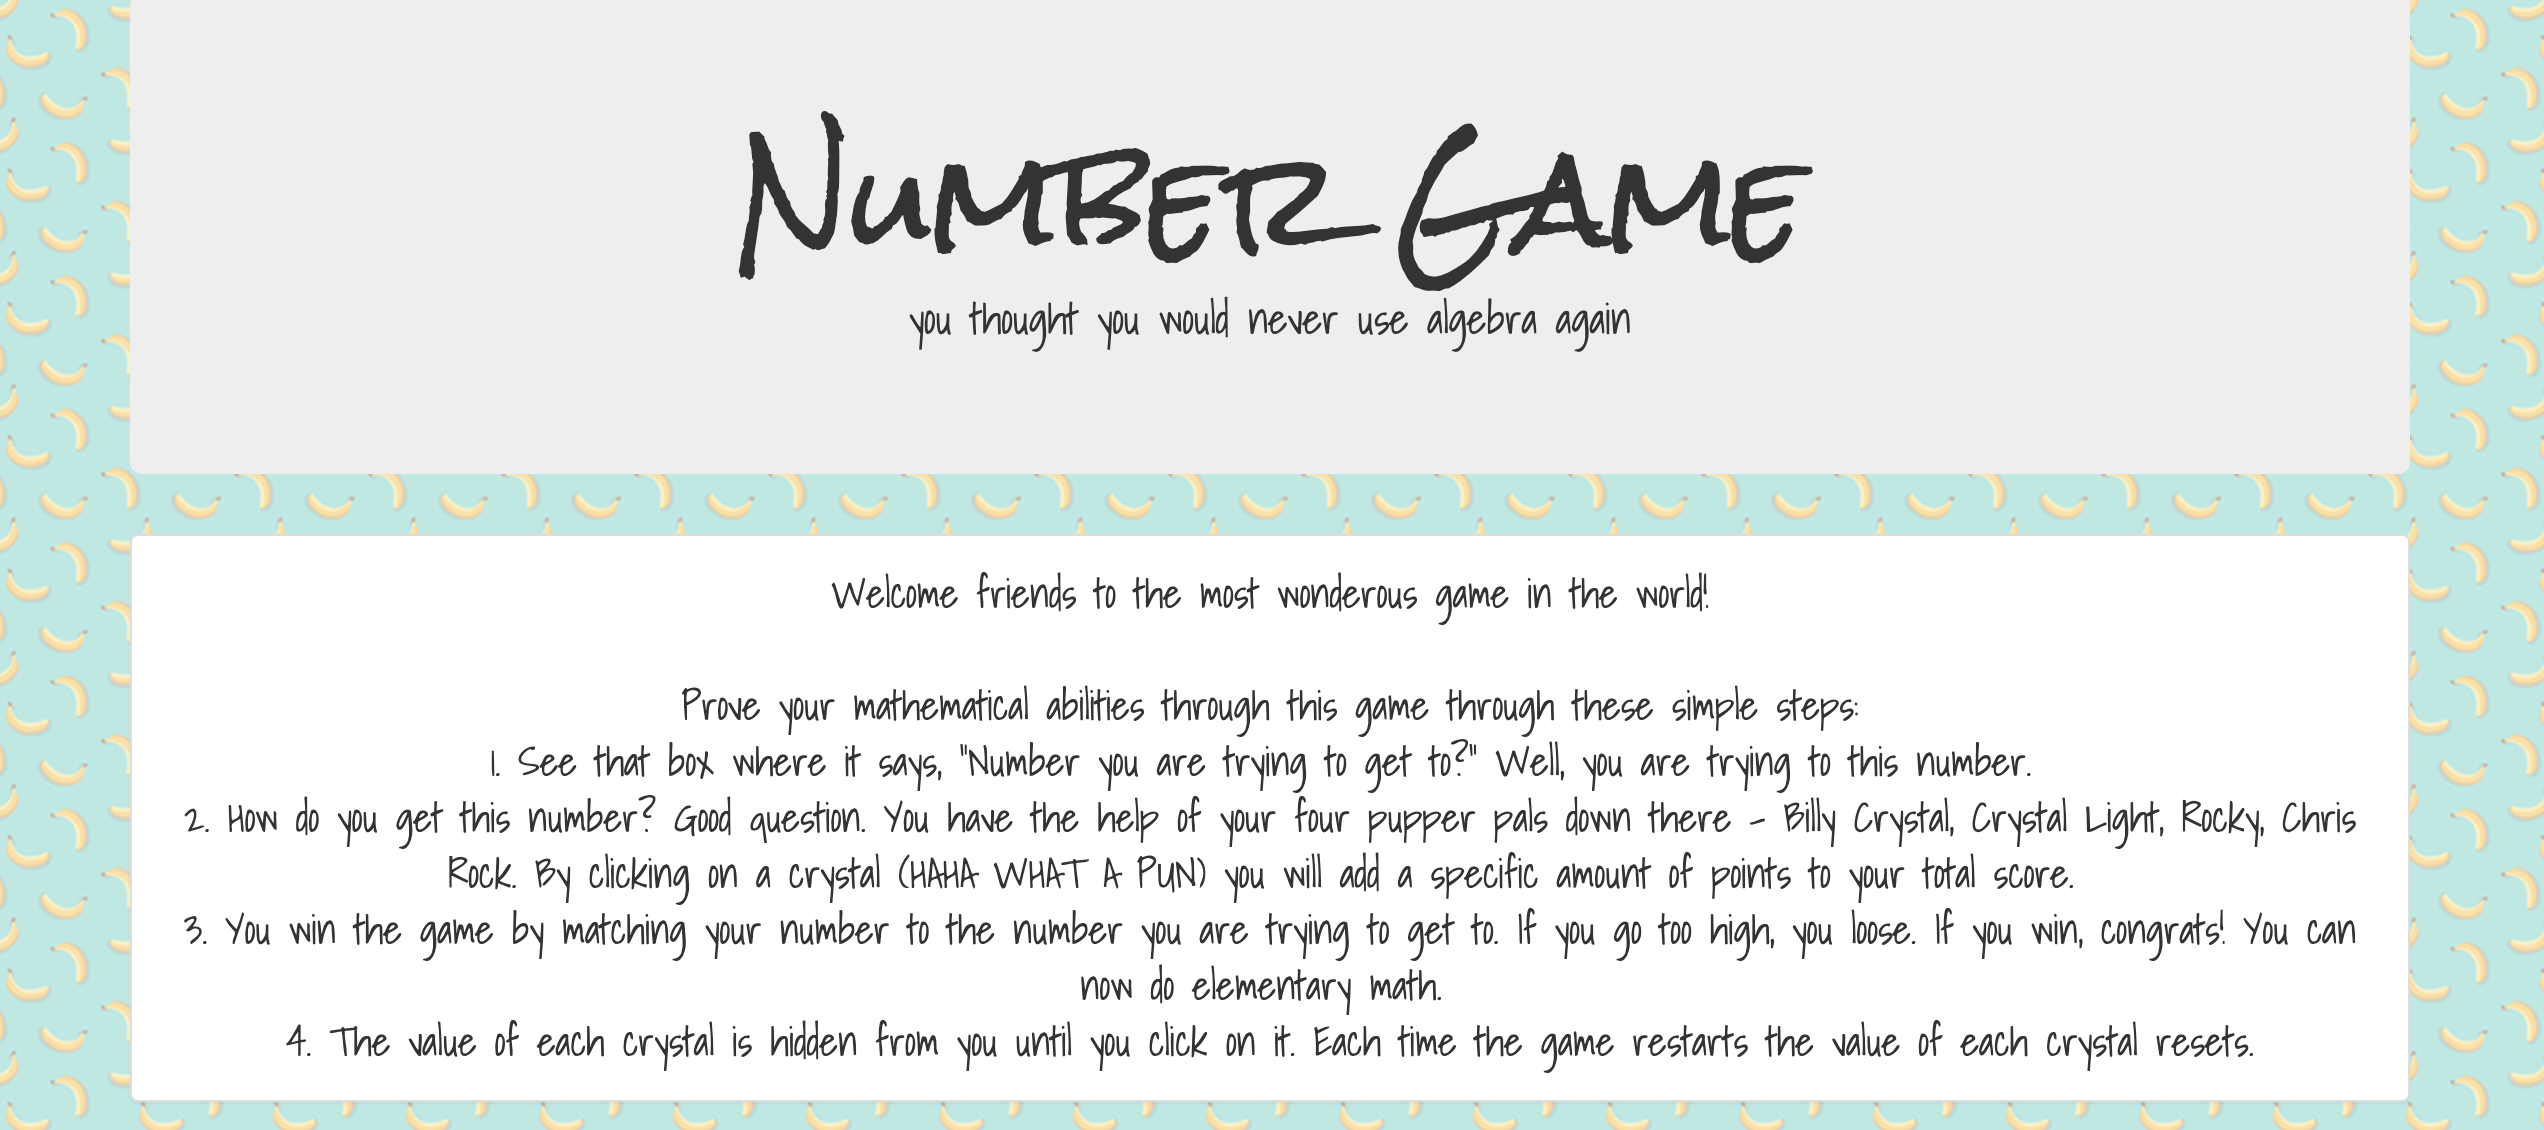 Number Game
you thought you would never use algebra again
Welcome friends to the most wonderous game in the world!
Prove your mathematical abilities through this game through these simple steps:
1. See that box where it says, "Number you are trying to get to?" Well, you are trying to this number.
2. How do you get this number? Good question. You have the help of your four pupper pals down there - Billy Crystal, Crystal Light, Rocky, Chris
Rock. By clicking on a crystal (HAHA WHAT A PUN) you will add a specific amount of points to your total score.
3. You win the game by matching your number to the number you are trying to get to. If you go too high, you loose. If you win, congrats! You can
now do elementary math.
4. The value of each crystal is hidden from you until you click on it. Each time the game restarts the value of each crystal resets.